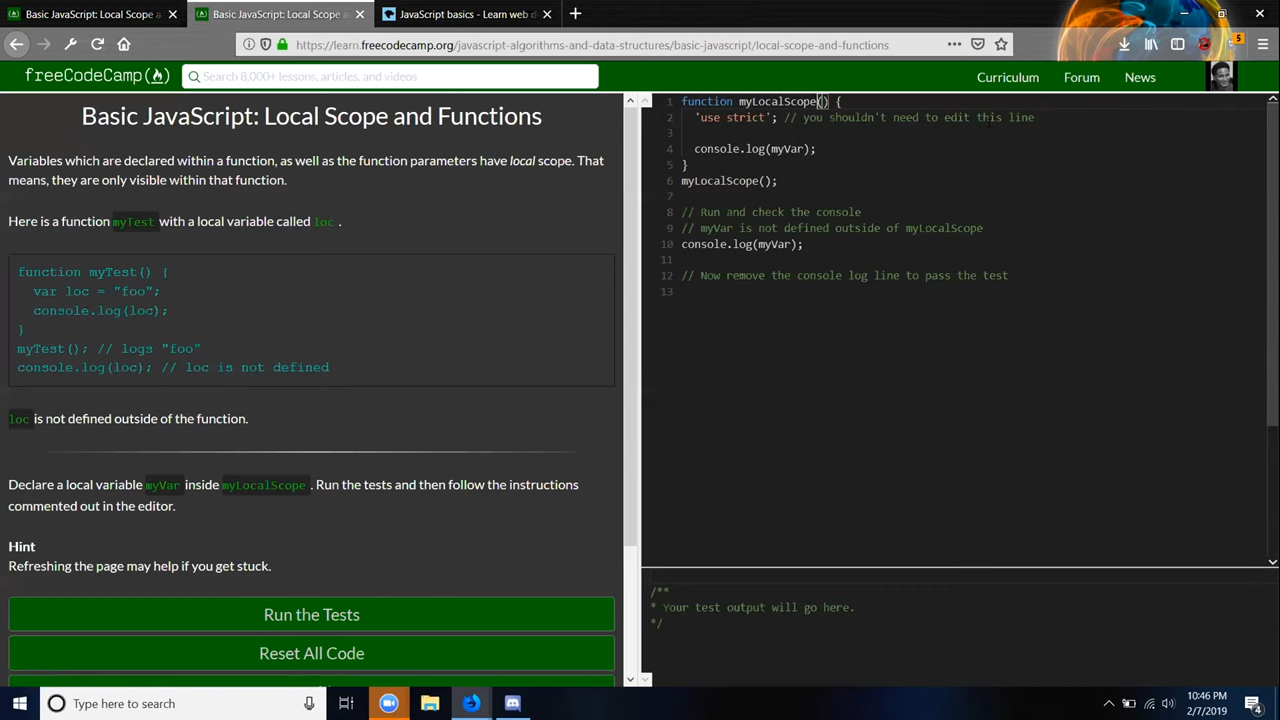 Basic JavaScript: Local Scope a
Basic JavaScript: Local Scope a
JavaScript basics - Learn web d
https://learn.freecodecamp.org/javascript-algorithms-and-data-structures/basic-javascript/local-scope-and-functions
5
freeCodeCamp
Search 8,000+ lessons, articles, and videos
Curriculum
Forum
News
Basic JavaScript: Local Scope and Functions
Variables which are declared within a function, as well as the function parameters have local scope. That
means, they are only visible within that function.
Here is a function myTest with a local variable called loc .
function myTest() {
var loc = "foo";
console.log(loc);
}
myTest(); // logs "foo"
console.log(loc); // loc is not defined
loc is not defined outside of the function.
Declare a local variable myVar inside myLocalScope . Run the tests and then follow the instructions
commented out in the editor.
Hint
Refreshing the page may help if you get stuck.
Run the Tests
Reset All Code
1 function myLocalScope() {
2 'use strict'; // you shouldn't need to edit this line
3
4 console.log(myVar);
5 }
6 myLocalScope();
7
8 // Run and check the console
9 // myVar is not defined outside of myLocalScope
10 console.log(myVar);
11
12 // Now remove the console log line to pass the test
13
/**
* Your test output will go here.
*/
Type here to search
10:46 PM
2/7/2019
4